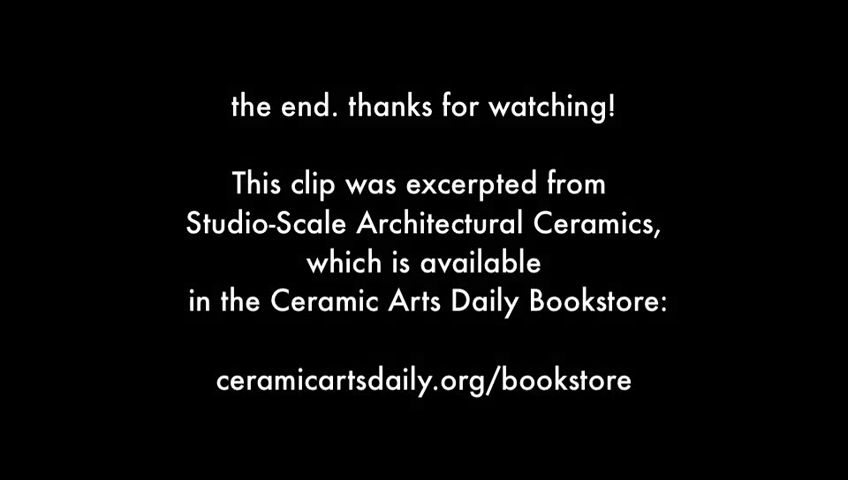 the end. thanks for watching!
This clip was excerpted from
Studio-Scale Architectural Ceramics,
which is available
in the Ceramic Arts Daily Bookstore:
ceramicartsdaily.org/bookstore